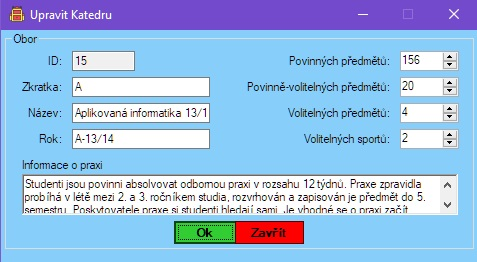 Upravit Katedru
Obor
ID: 15 Povinných předmětů: 156
Zkratka: A Povinně-volitelných předmětů: 20
Název: Aplikovaná informatika 13/1 Volitelných předmětů: 4
Rok: A-13/14 Volitelných sportů: 2
Informace o praxi
Studenti jsou povinni absolvovat odbornou praxi v rozsahu 12 týdnů. Praxe zpravidla
probíhá v létě mezi 2. a 3. ročníkem studia, rozvrhován a zapisován je předmět do 5.
semestru. Poskytovatele praxe si studenti hledají sami. Je vhodné se o praxi začít
Ok Zavřít